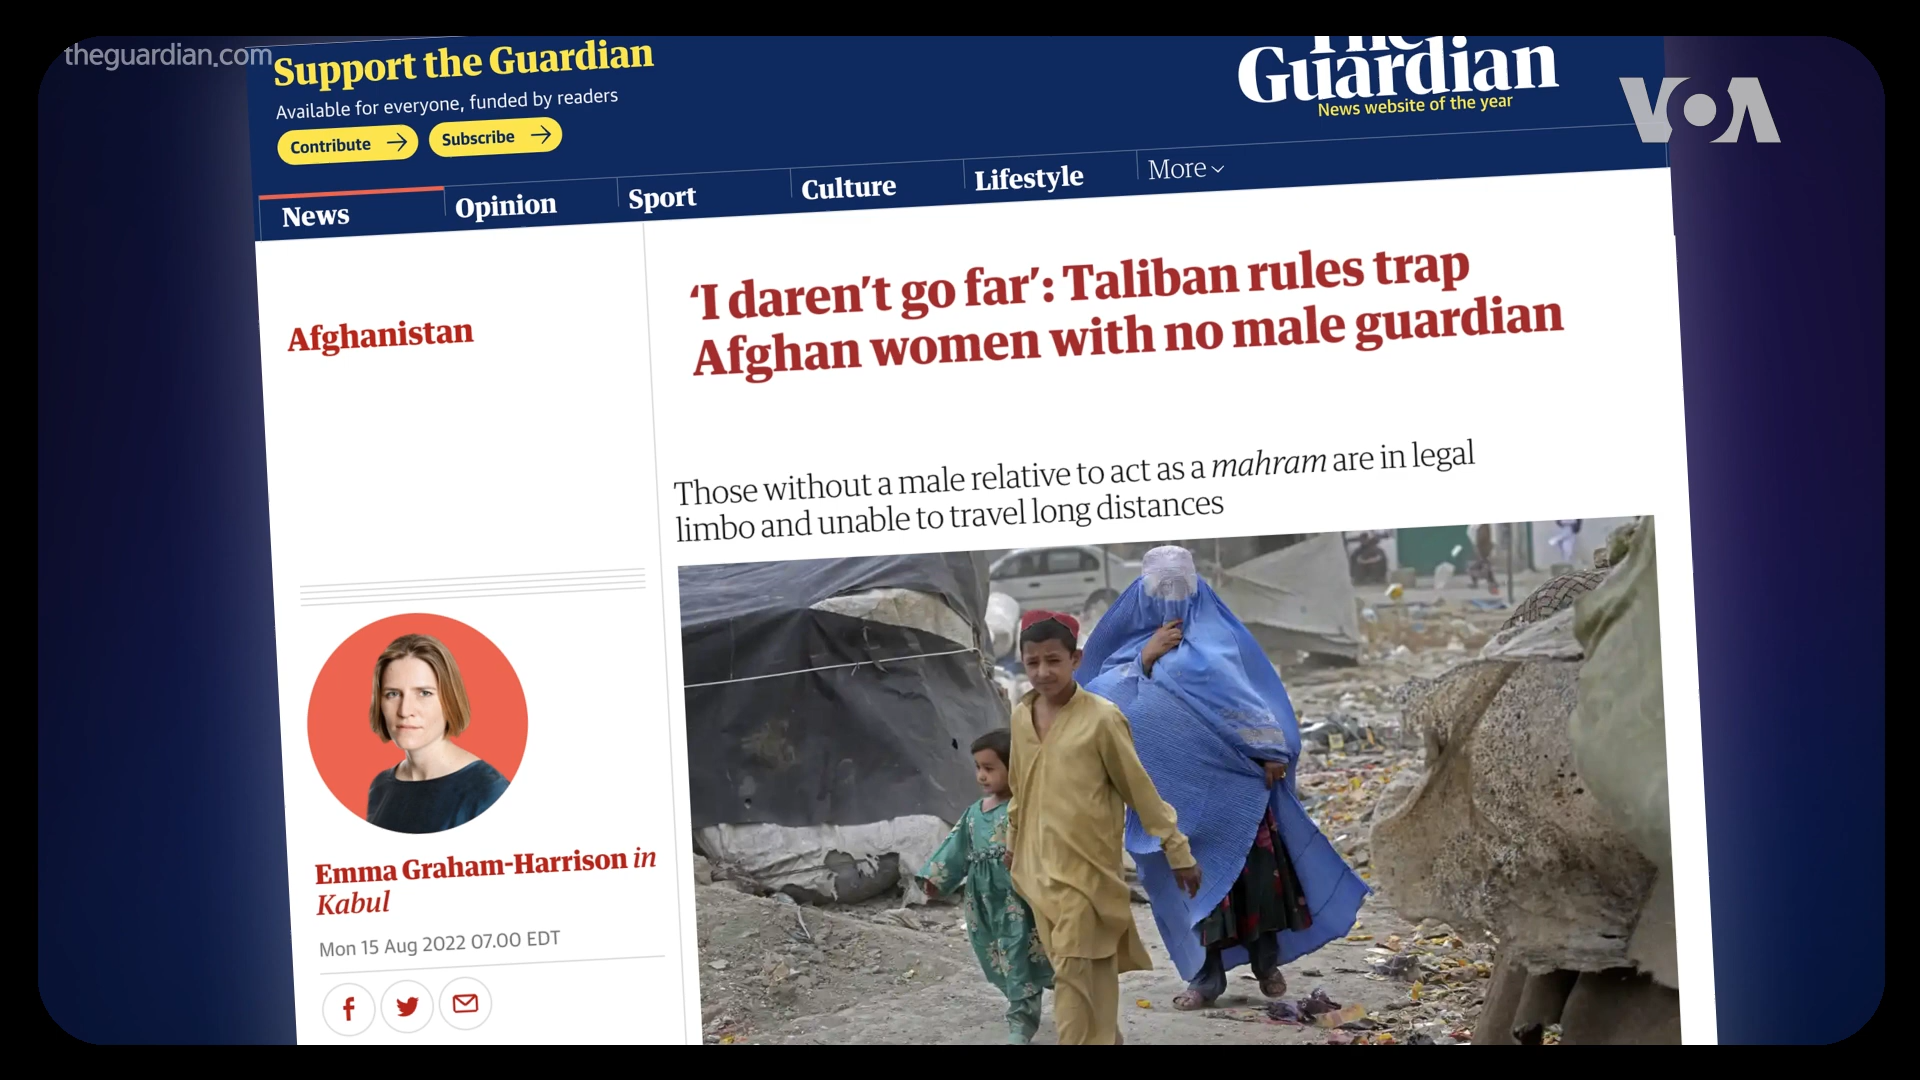 theguardian.com
Support the Guardian
Available for everyone, funded by readers
Contribute
Subscribe
The
Guardian
News website of the year
VOA
News
Opinion
Sport
Culture
Lifestyle
More
Afghanistan
‘I daren’t go far’: Taliban rules trap
Afghan women with no male guardian
Those without a male relative to act as a mahram are in legal
limbo and unable to travel long distances
Emma Graham-Harrison in
Kabul
Mon 15 Aug 2022 07.00 EDT